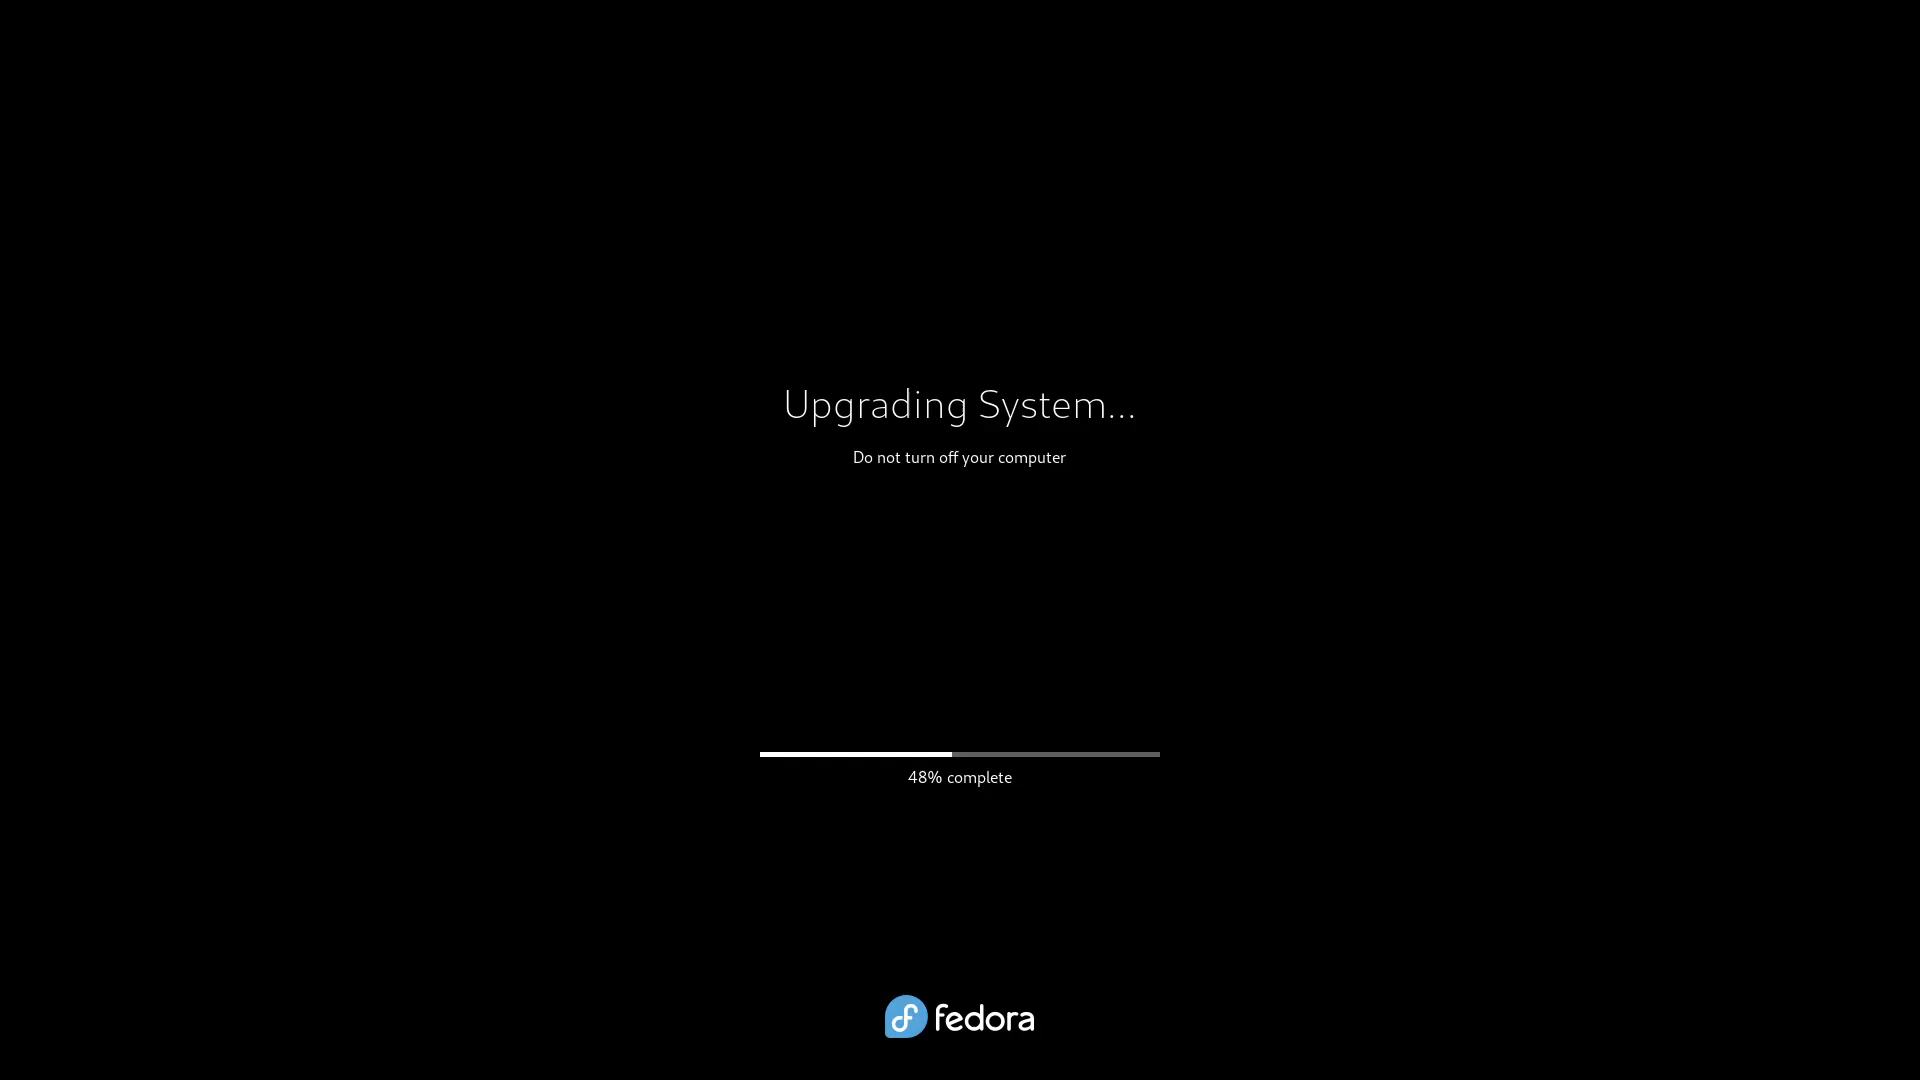 Upgrading System...
Do not turn off your computer
48% complete
fedora